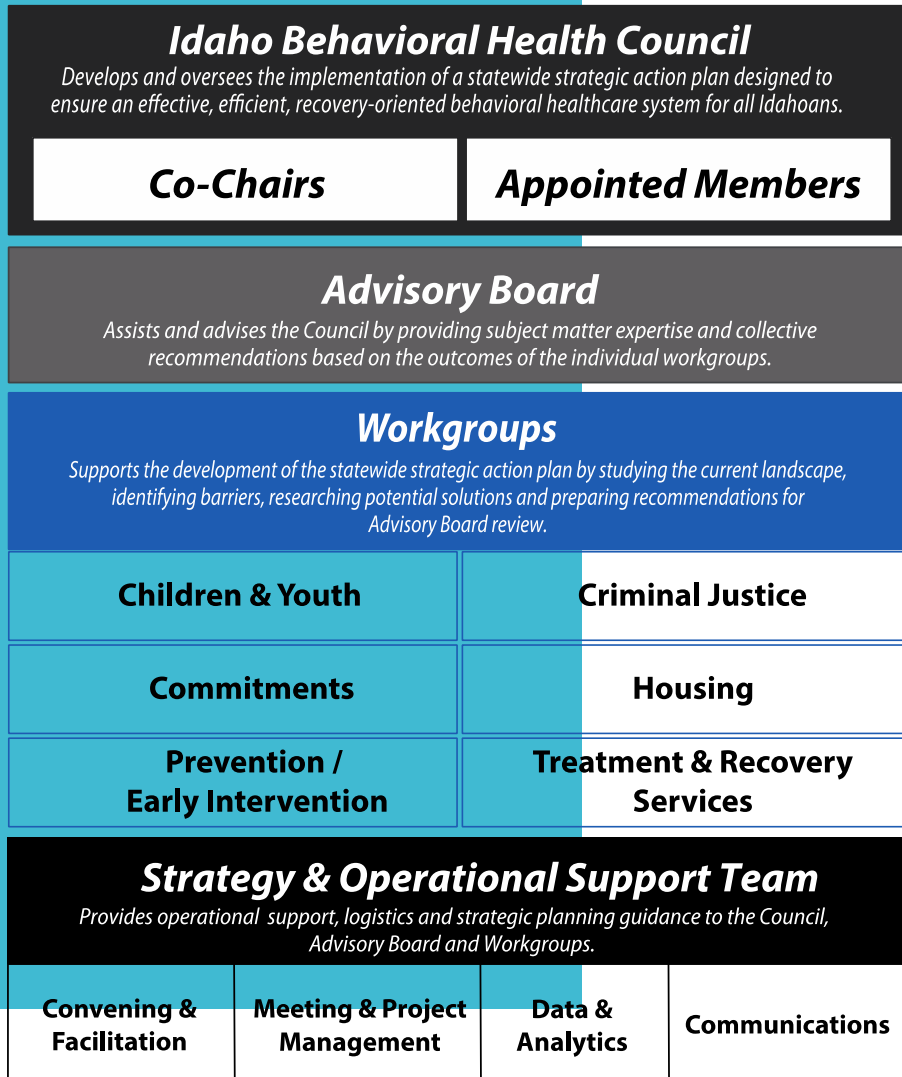 Idaho Behavioral Health Council
Develops and oversees the implementation of a statewide strategic action plan designed to
ensure an effective, efficient, recovery-oriented behavioral healthcare system for all Idahoans.
Co-Chairs
Appointed Members
Advisory Board
Assists and advises the Council by providing subject matter expertise and collective
recommendations based on the outcomes of the individual workgroups.
Workgroups
Supports the development of the statewide strategic action plan by studying the current landscape,
identifying barriers, researching potential solutions and preparing recommendations for
Advisory Board review.
Children & Youth
Criminal Justice
Commitments
Housing
Prevention /
Early Intervention
Treatment & Recovery
Services
Strategy & Operational Support Team
Provides operational support, logistics and strategic planning guidance to the Council,
Advisory Board and Workgroups.
Convening &
Facilitation
Meeting & Project
Management
Data &
Analytics
Communications